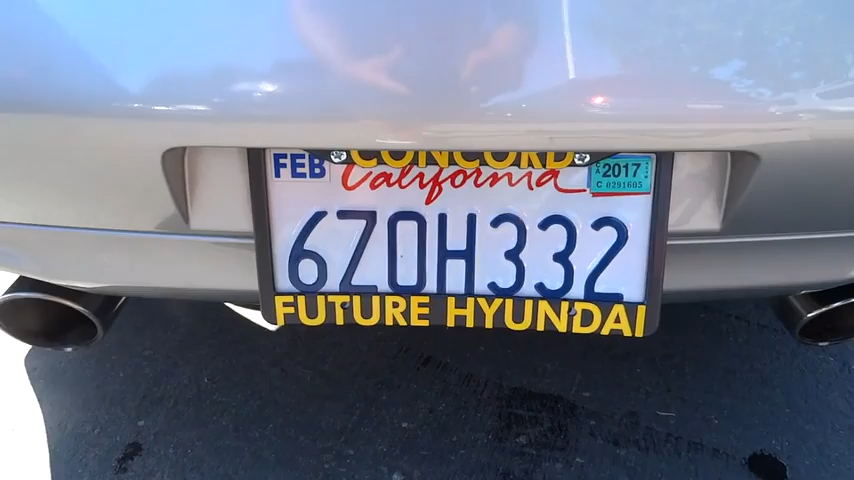 CONCORD
FEB
California
2017
C 0291605
6ZOH332
FUTURE HYUNDAI